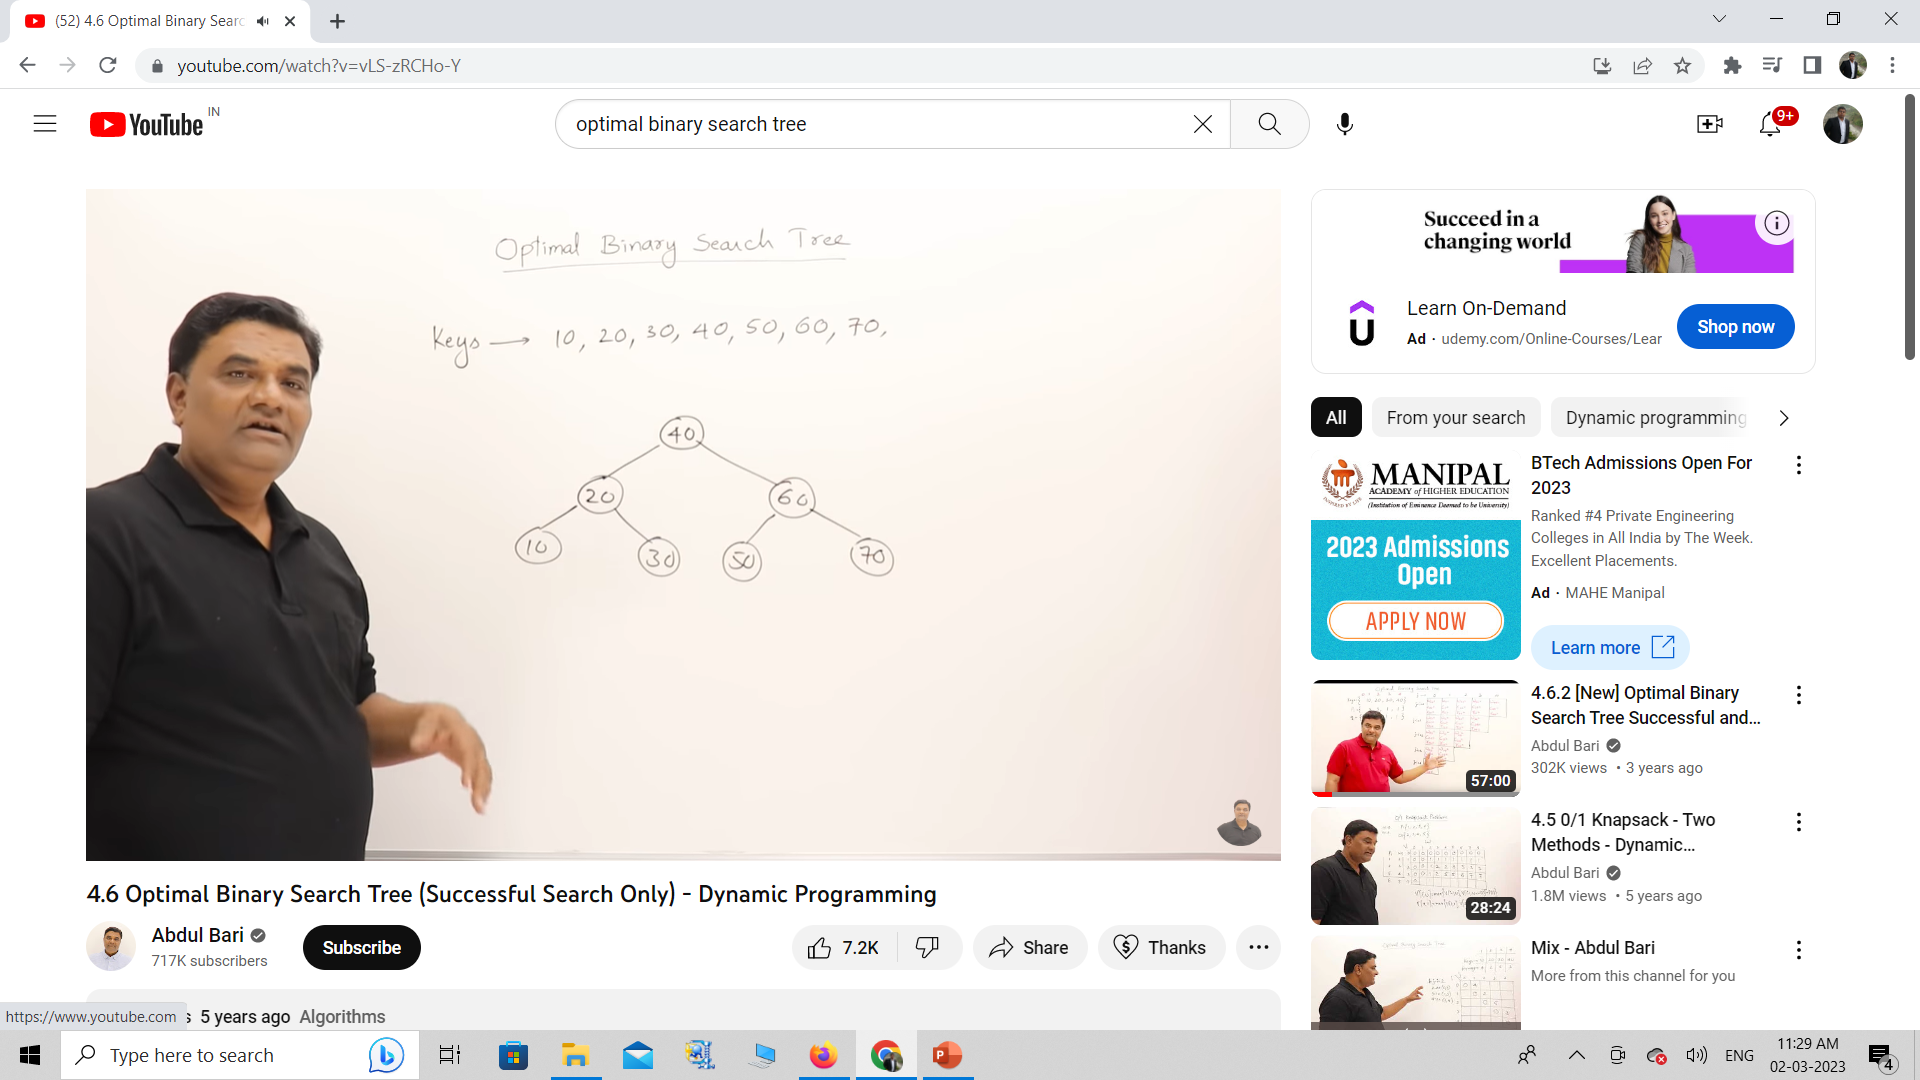 (52) 4.6 Optimal Binary Searc
youtube.com/watch?v=vLS-zRCHo-Y
YouTube IN
optimal binary search tree
9+
Optimal Binary Search Tree
Keys → 10, 20, 30, 40, 50, 60, 70,
40
20 60
10 30 50 70
4.6 Optimal Binary Search Tree (Successful Search Only) - Dynamic Programming
Abdul Bari
717K subscribers
Subscribe
7.2K
Share
Thanks
5 years ago Algorithms
https://www.youtube.com
Succeed in a
changing world
Learn On-Demand
Ad · udemy.com/Online-Courses/Lear
Shop now
All
From your search
Dynamic programming
MANIPAL
ACADEMY of HIGHER EDUCATION
(Institution of Eminence Deemed to be University)
2023 Admissions
Open
APPLY NOW
BTech Admissions Open For
2023
Ranked #4 Private Engineering
Colleges in All India by The Week.
Excellent Placements.
Ad · MAHE Manipal
Learn more
57:00
4.6.2 [New] Optimal Binary
Search Tree Successful and...
Abdul Bari
302K views • 3 years ago
28:24
4.5 0/1 Knapsack - Two
Methods - Dynamic...
Abdul Bari
1.8M views • 5 years ago
Mix - Abdul Bari
More from this channel for you
Type here to search
ENG
11:29 AM
02-03-2023
4